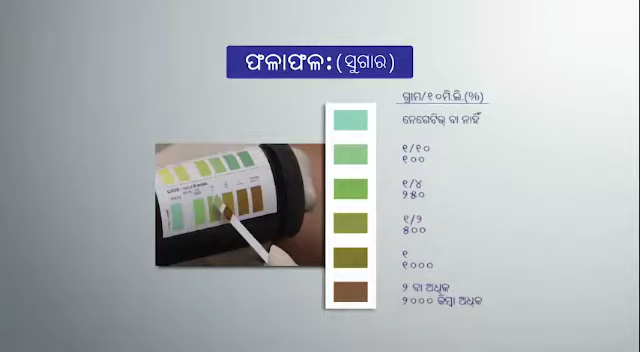 ଫଳାଫଳ:(ସୁଗାର)
ଗ୍ରାମ/୧୦ମି.ଲି.(%)
ନେଗେଟିଭ୍ ବା ନାହିଁ
୧/୧୦
୧୦୦
୧/୪
୨୫୦
୧/୨
୫୦୦
୧
୧୦୦୦
୨ ବା ଅଧିକ
୨୦୦୦ କିମ୍ବା ଅଧିକ